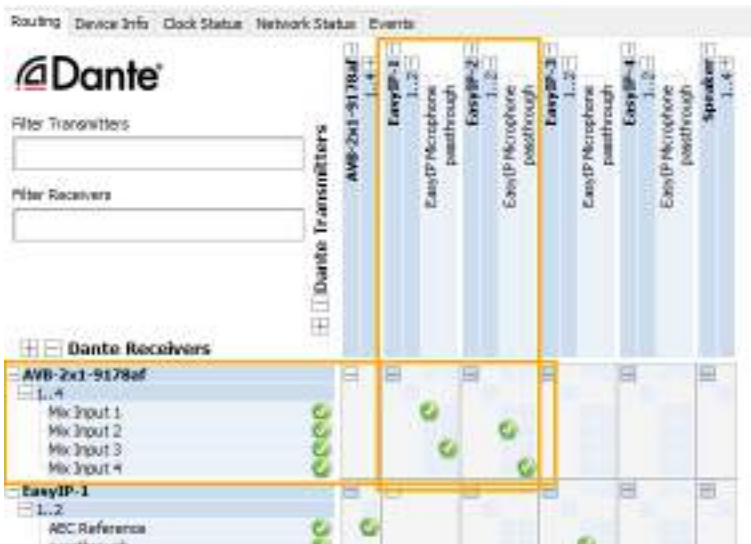 Routing Device Info Clock Status Network Status Events
Dante®
Filter Transmitters
Filter Receivers
Dante Transmitters
AVB-2x1-9178af
1..4
EasyIP-1
1..2
EasyIP Microphone
passthrough
EasyIP-2
1..2
EasyIP Microphone
passthrough
EasyIP-3
1..2
EasyIP Microphone
passthrough
EasyIP-4
1..2
EasyIP Microphone
passthrough
Speaker
1..4
Dante Receivers
AVB-2x1-9178af
1..4
Mix Input 1
Mix Input 2
Mix Input 3
Mix Input 4
EasyIP-1
1..2
AEC Reference